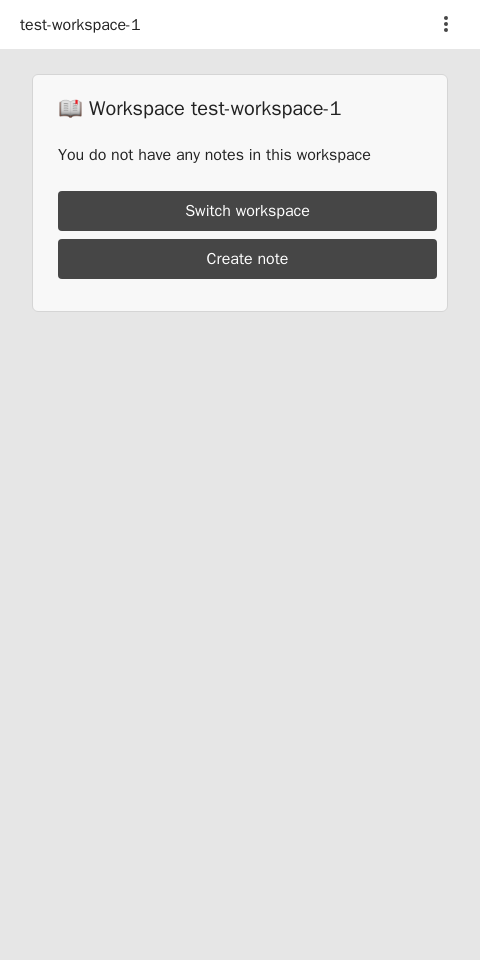 test-workspace-1
📖 Workspace test-workspace-1
You do not have any notes in this workspace
Switch workspace
Create note